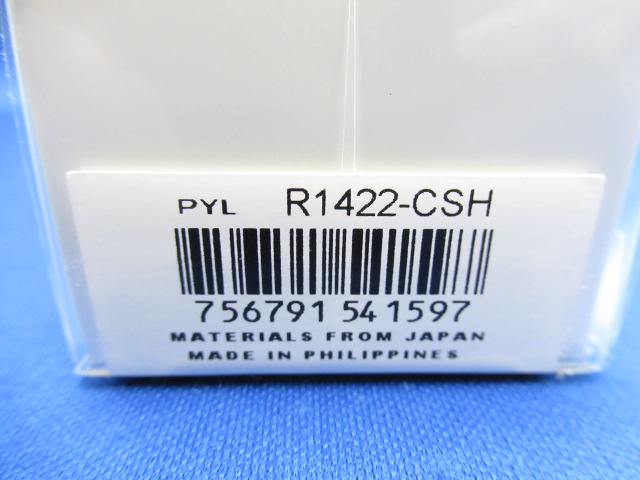 PYL R1422-CSH
756791 541597
MATERIALS FROM JAPAN
MADE IN PHILIPPINES